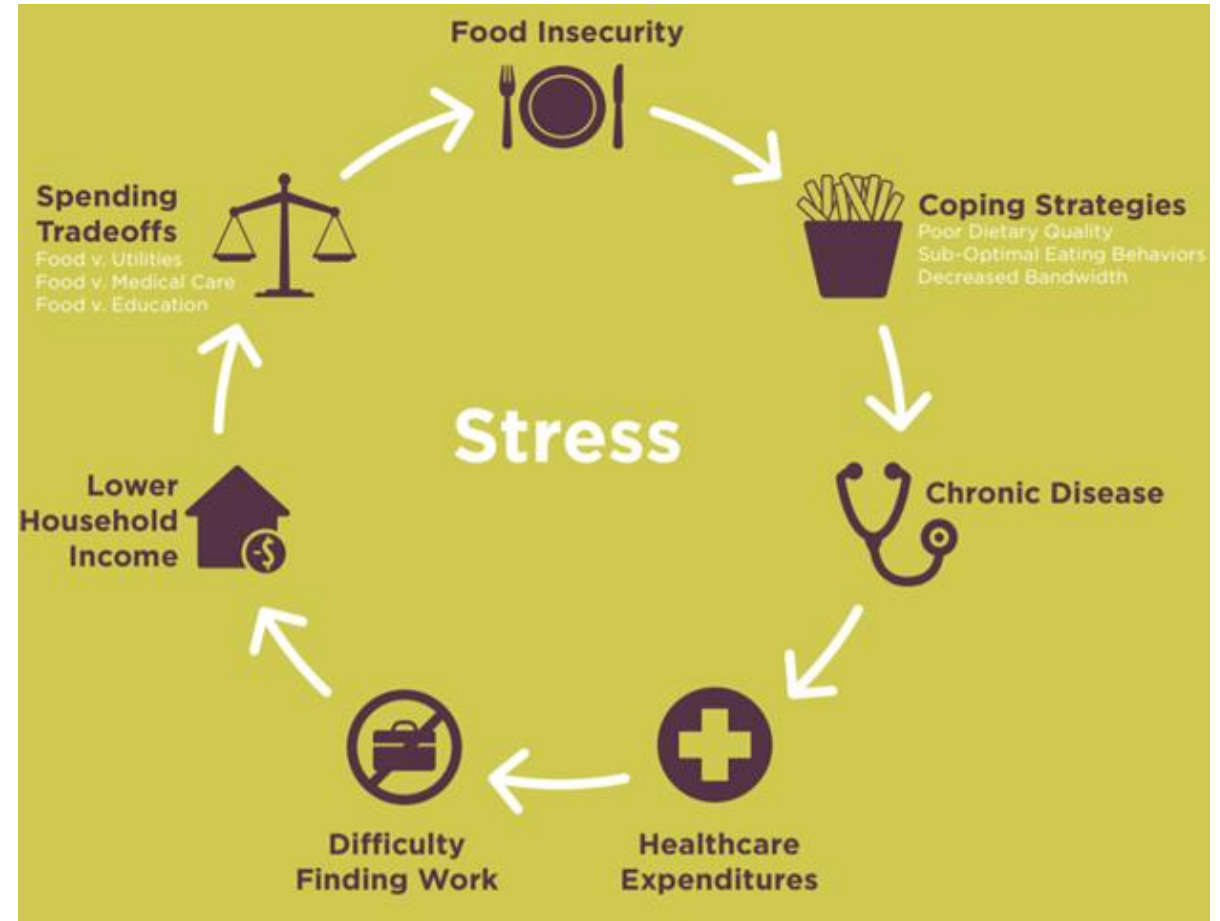 Food Insecurity
Coping Strategies
Poor Dietary Quality
Sub-Optimal Eating Behaviors
Decreased Bandwidth
Chronic Disease
Healthcare
Expenditures
Difficulty
Finding Work
Lower
Household
Income
-$
Spending
Tradeoffs
Food v. Utilities
Food v. Medical Care
Food v. Education
Stress